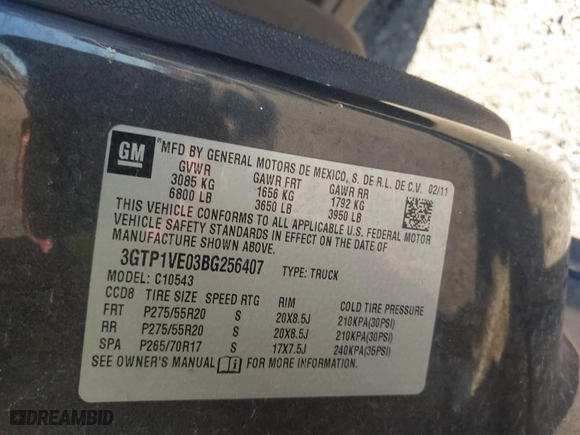 GM
®MFD BY GENERAL MOTORS DE MEXICO, S. DE R.L. DE C.V. 02/11
GVWR GAWR FRT GAWR RR
3085 KG 1656 KG 1792 KG
6800 LB 3650 LB 3950 LB
THIS VEHICLE CONFORMS TO ALL APPLICABLE U.S. FEDERAL MOTOR
VEHICLE SAFETY STANDARDS IN EFFECT ON THE DATE OF
MANUFACTURE SHOWN ABOVE.
3GTP1VE03BG256407 TYPE: TRUCK
MODEL: C10543
CCD8 TIRE SIZE SPEED RTG RIM COLD TIRE PRESSURE
FRT P275/55R20 S 20X8.5J 210KPA(30PSI)
RR P275/55R20 S 20X8.5J 210KPA(30PSI)
SPA P265/70R17 S 17X7.5J 240KPA(35PSI)
SEE OWNER'S MANUAL FOR MORE INFORMATION.
DREAMBID